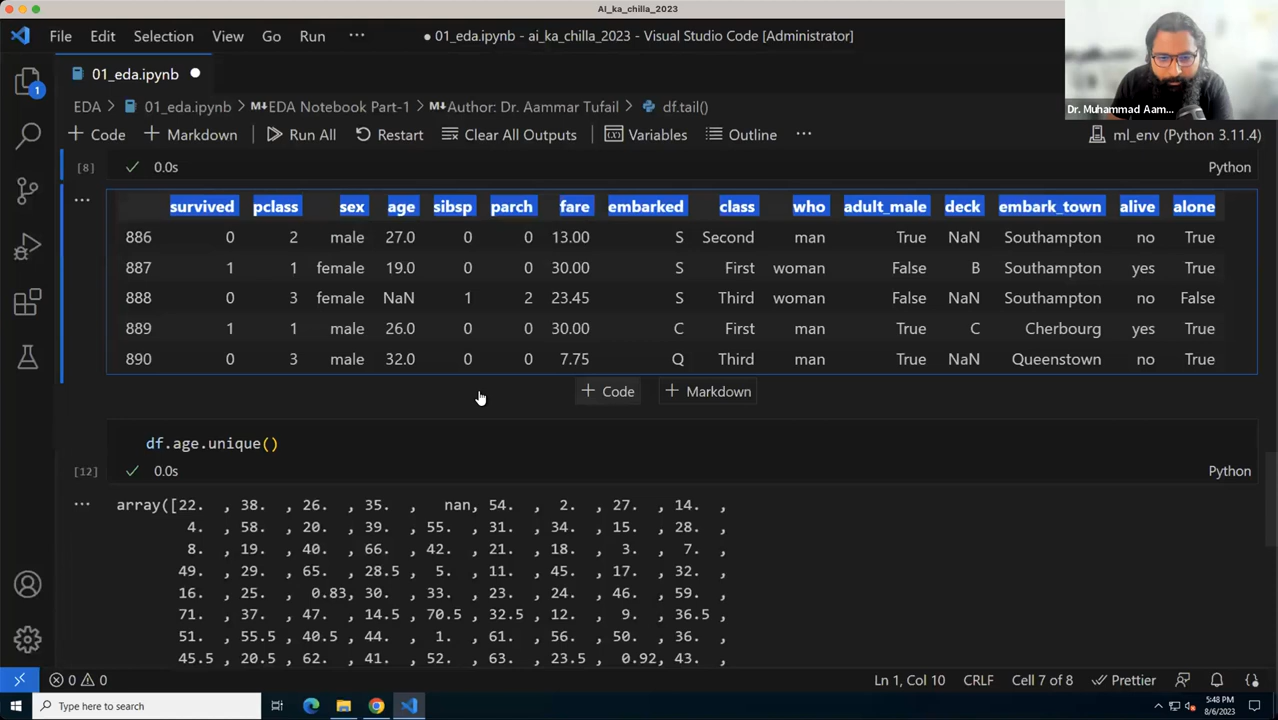 AI_ka_chilla_2023
File Edit Selection View Go Run ···
● 01_eda.ipynb - ai_ka_chilla_2023 - Visual Studio Code [Administrator]
01_eda.ipynb ●
EDA > 01_eda.ipynb > M↓EDA Notebook Part-1 > M↓Author: Dr. Aammar Tufail > df.tail()
+ Code + Markdown Run All Restart Clear All Outputs Variables Outline ··· ml_env (Python 3.11.4)
Dr. Muhammad Aam...
1
[8] ✓ 0.0s Python
··· survived pclass sex age sibsp parch fare embarked class who adult_male deck embark_town alive alone
886 0 2 male 27.0 0 0 13.00 S Second man True NaN Southampton no True
887 1 1 female 19.0 0 0 30.00 S First woman False B Southampton yes True
888 0 3 female NaN 1 2 23.45 S Third woman False NaN Southampton no False
889 1 1 male 26.0 0 0 30.00 C First man True C Cherbourg yes True
890 0 3 male 32.0 0 0 7.75 Q Third man True NaN Queenstown no True
+ Code + Markdown
df.age.unique()
[12] ✓ 0.0s Python
··· array([22. , 38. , 26. , 35. , nan, 54. , 2. , 27. , 14. ,
4. , 58. , 20. , 39. , 55. , 31. , 34. , 15. , 28. ,
8. , 19. , 40. , 66. , 42. , 21. , 18. , 3. , 7. ,
49. , 29. , 65. , 28.5 , 5. , 11. , 45. , 17. , 32. ,
16. , 25. , 0.83, 30. , 33. , 23. , 24. , 46. , 59. ,
71. , 37. , 47. , 14.5 , 70.5 , 32.5 , 12. , 9. , 36.5 ,
51. , 55.5 , 40.5 , 44. , 1. , 61. , 56. , 50. , 36. ,
45.5 , 20.5 , 62. , 41. , 52. , 63. , 23.5 , 0.92, 43. ,
0 0 Ln 1, Col 10 CRLF Cell 7 of 8 Prettier
Type here to search
5:48 PM
8/6/2023